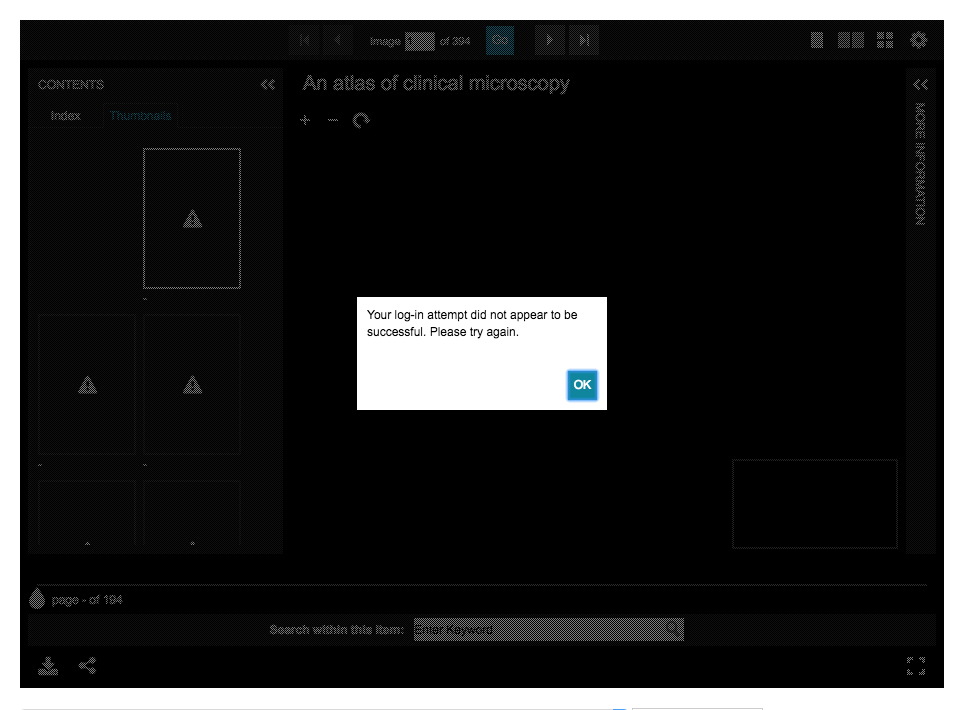 Image of 394 Go
CONTENTS
Index Thumbnails
An atlas of clinical microscopy
MORE INFORMATION
Your log-in attempt did not appear to be
successful. Please try again.
OK
page - of 194
Search within this item: Enter Keyword